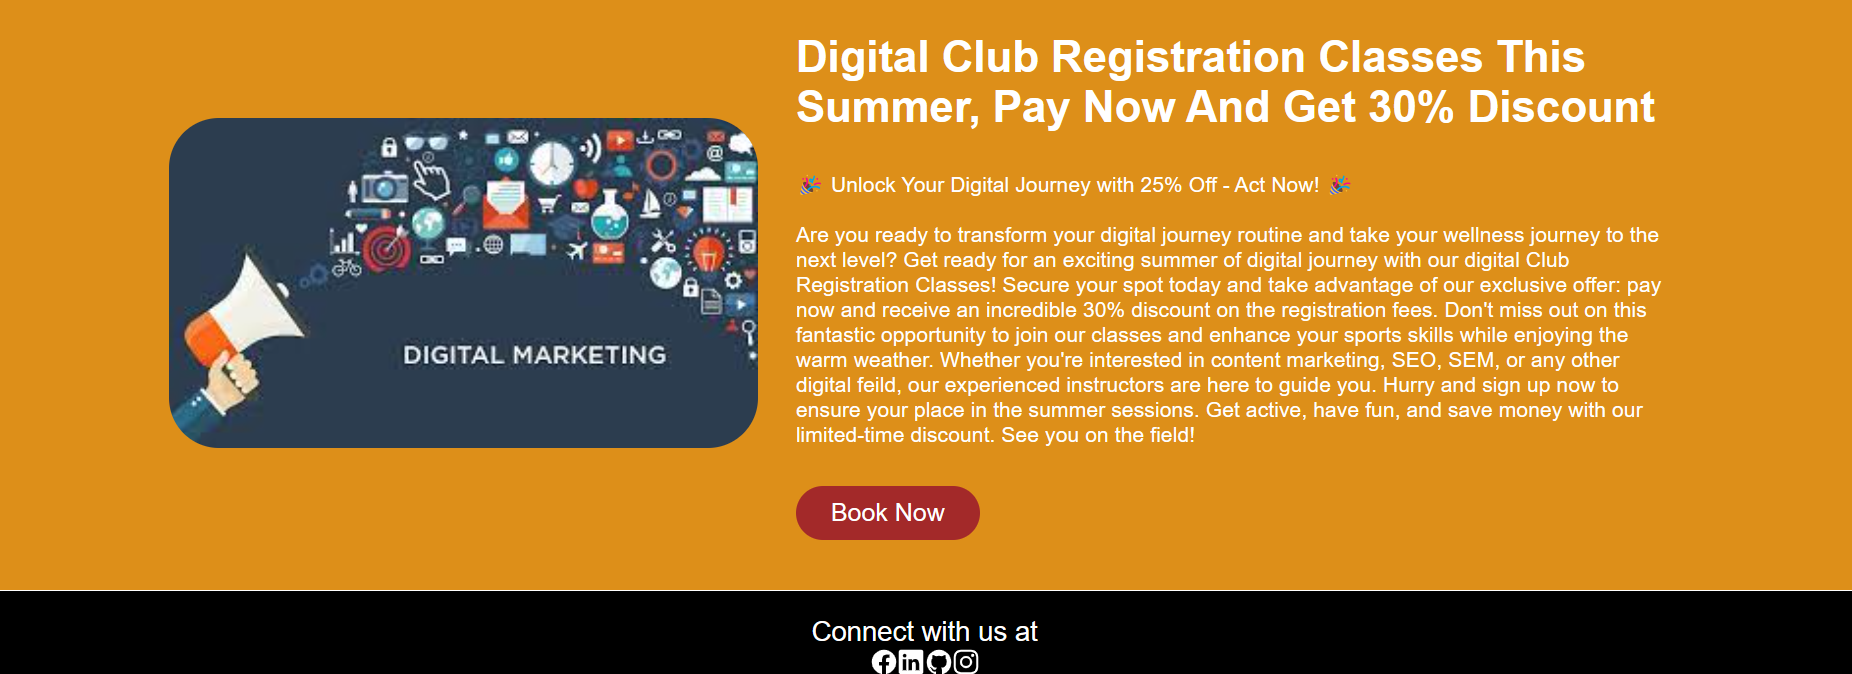 Digital Club Registration Classes This
Summer, Pay Now And Get 30% Discount
🎉 Unlock Your Digital Journey with 25% Off - Act Now! 🎉
Are you ready to transform your digital journey routine and take your wellness journey to the
next level? Get ready for an exciting summer of digital journey with our digital Club
Registration Classes! Secure your spot today and take advantage of our exclusive offer: pay
now and receive an incredible 30% discount on the registration fees. Don't miss out on this
fantastic opportunity to join our classes and enhance your sports skills while enjoying the
warm weather. Whether you're interested in content marketing, SEO, SEM, or any other
digital feild, our experienced instructors are here to guide you. Hurry and sign up now to
ensure your place in the summer sessions. Get active, have fun, and save money with our
limited-time discount. See you on the field!
DIGITAL MARKETING
Book Now
Connect with us at